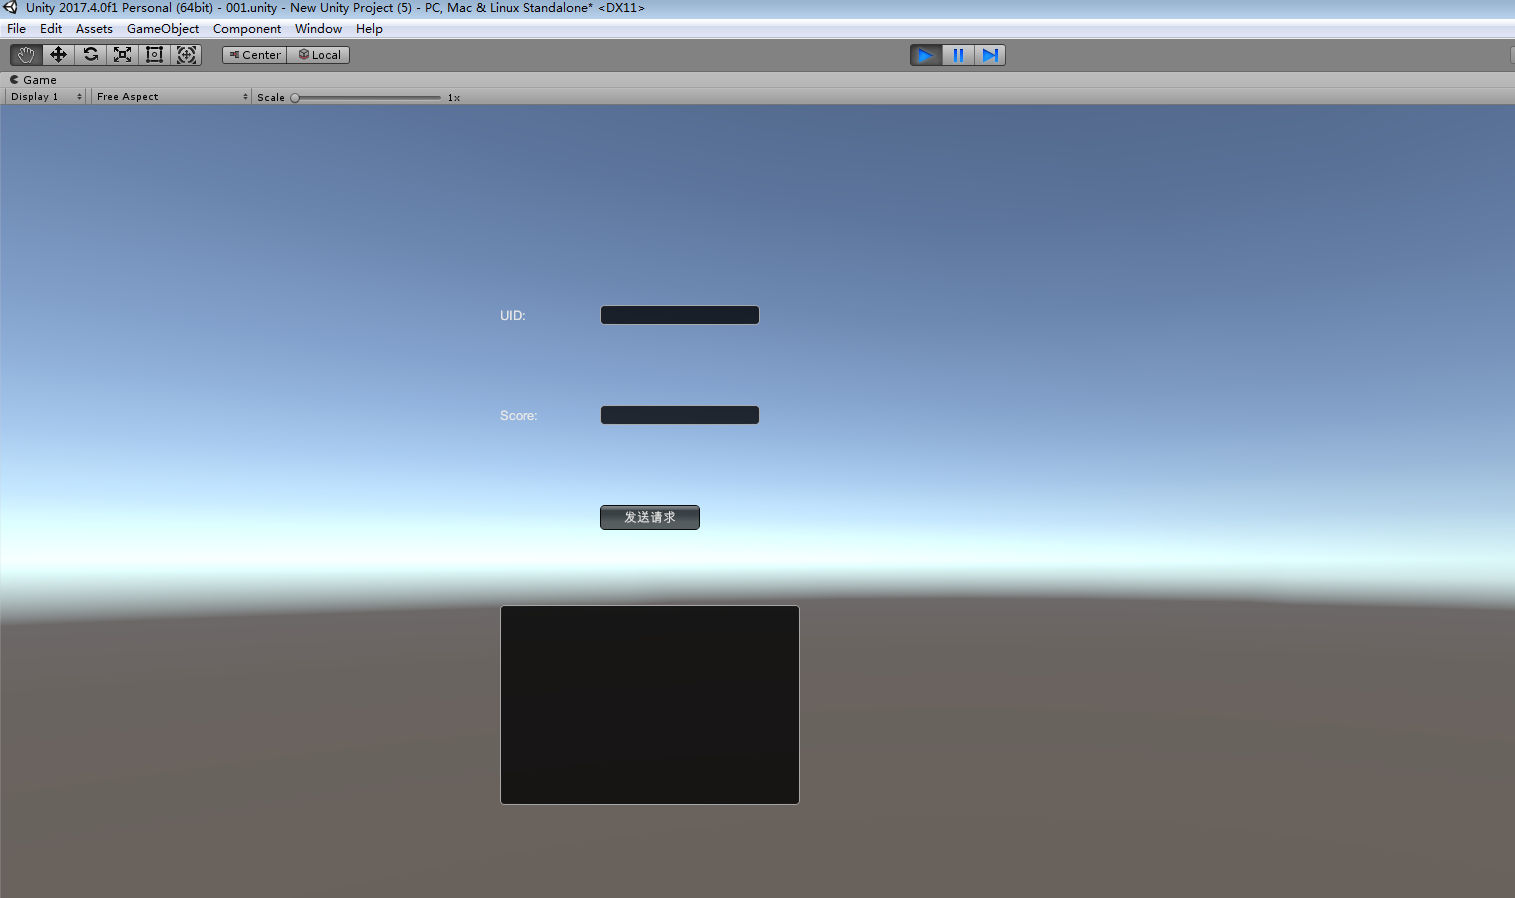 Unity 2017.4.0f1 Personal (64bit) - 001.unity - New Unity Project (5) - PC, Mac & Linux Standalone* <DX11>
File Edit Assets GameObject Component Window Help
Center Local
Game
Display 1 Free Aspect Scale 1x
UID:
Score:
发送请求